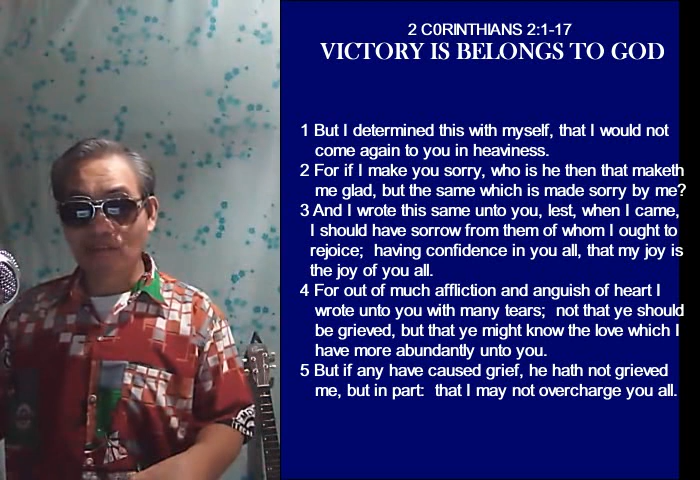 2 C0RINTHIANS 2:1-17
VICTORY IS BELONGS TO GOD
1 But I determined this with myself, that I would not
come again to you in heaviness.
2 For if I make you sorry, who is he then that maketh
me glad, but the same which is made sorry by me?
3 And I wrote this same unto you, lest, when I came,
I should have sorrow from them of whom I ought to
rejoice; having confidence in you all, that my joy is
the joy of you all.
4 For out of much affliction and anguish of heart I
wrote unto you with many tears; not that ye should
be grieved, but that ye might know the love which I
have more abundantly unto you.
5 But if any have caused grief, he hath not grieved
me, but in part: that I may not overcharge you all.